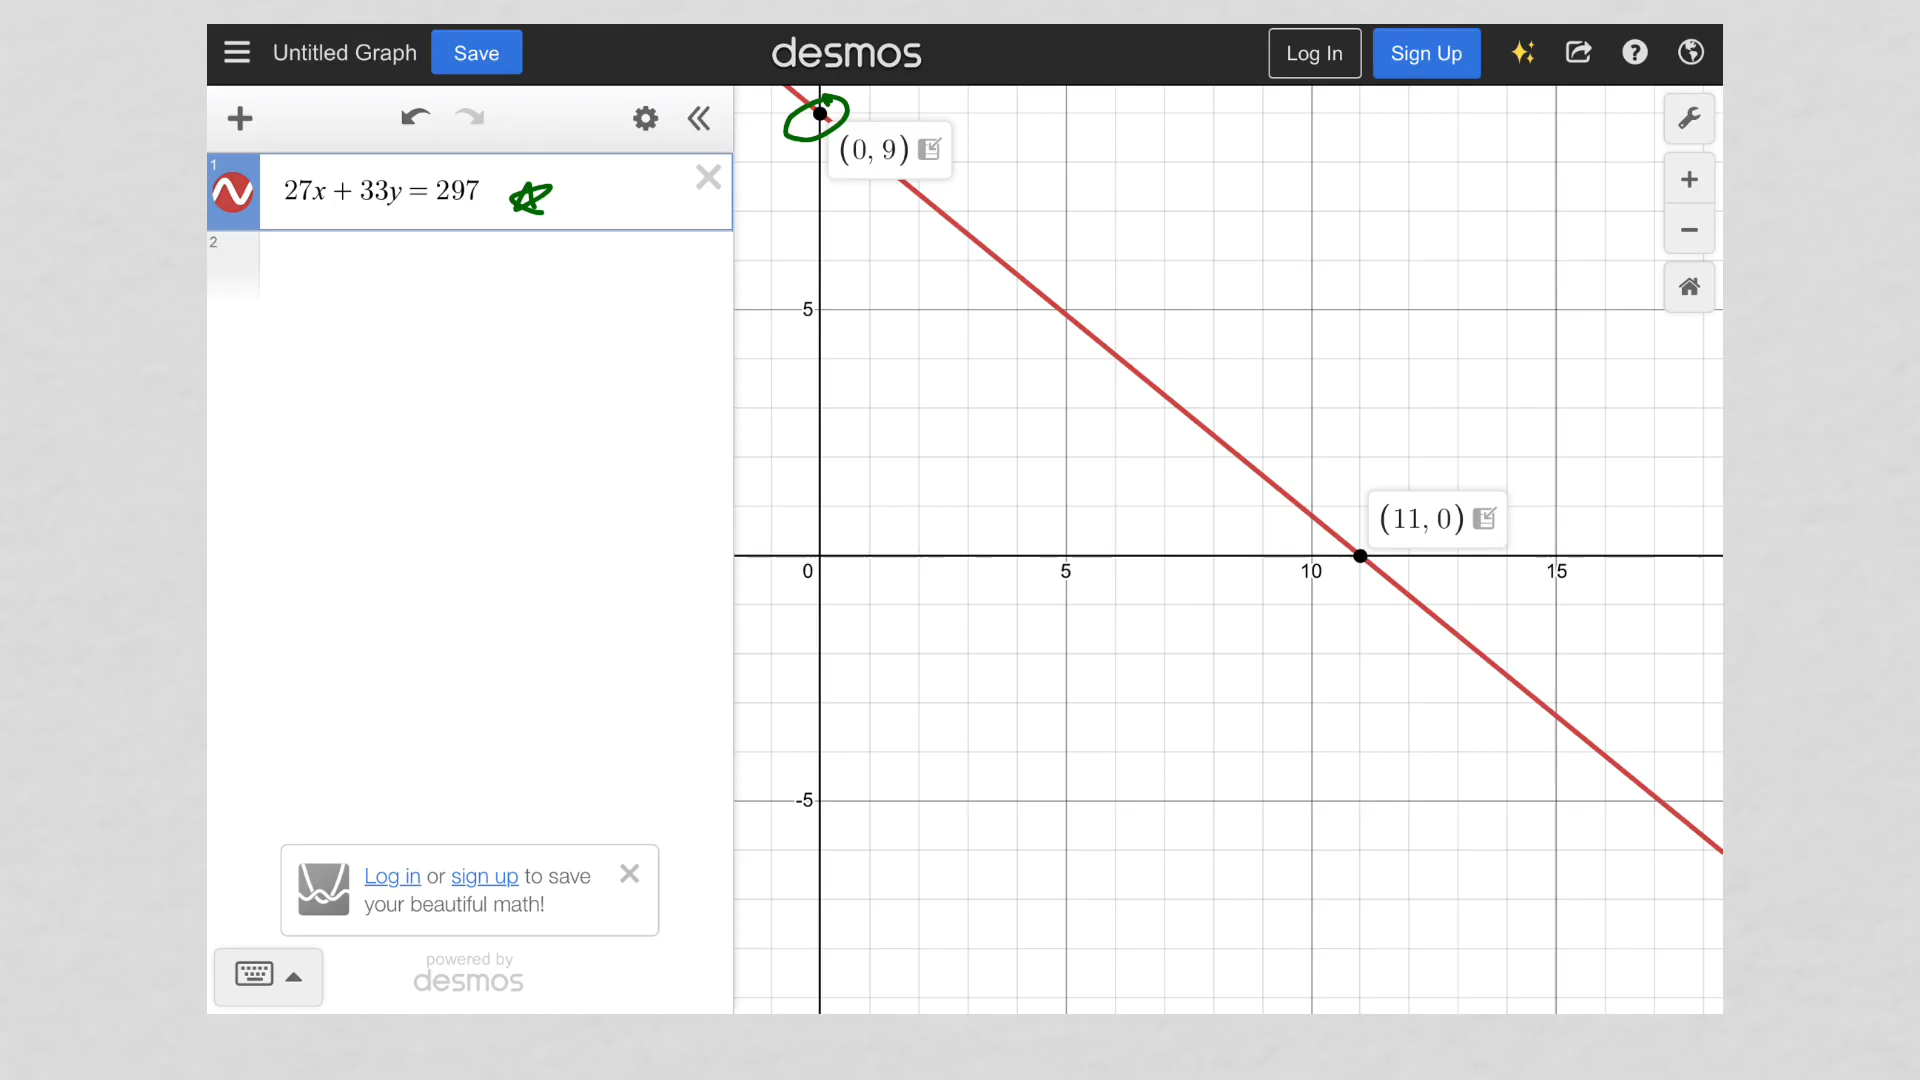 Untitled Graph Save desmos Log In Sign Up
1
27x + 33y = 297
2
(0, 9)
5
(11, 0)
0 5 10 15
-5
Log in or sign up to save
your beautiful math!
powered by
desmos